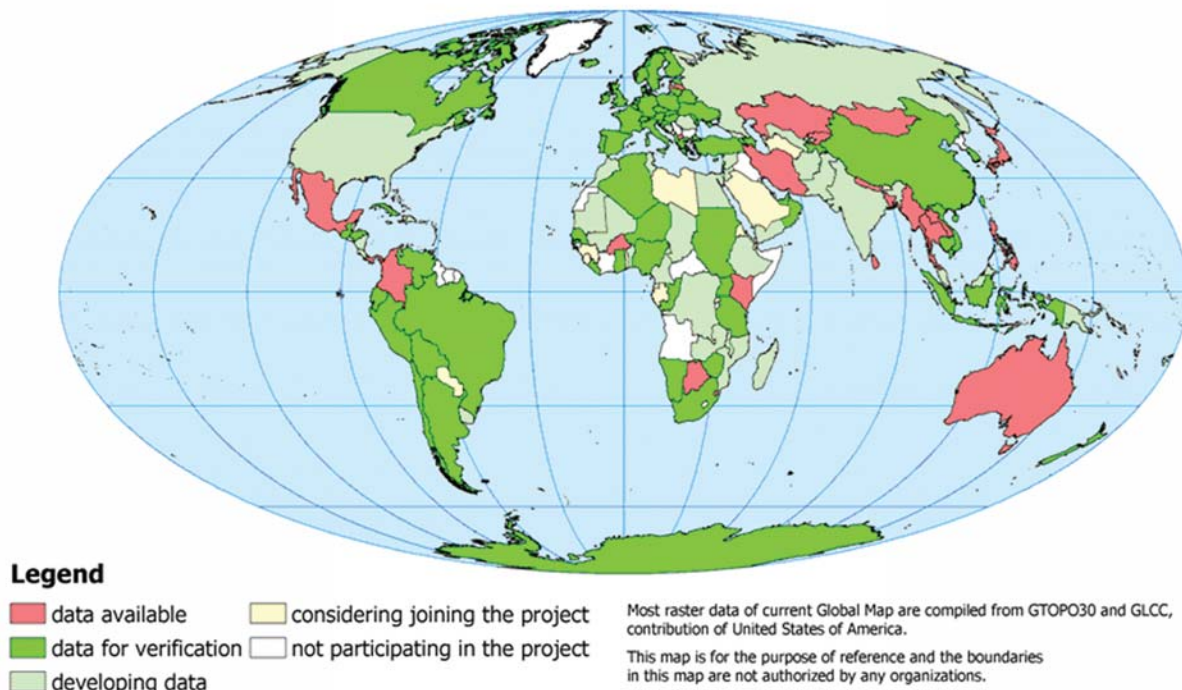 Legend
data available
considering joining the project
data for verification
not participating in the project
developing data
Most raster data of current Global Map are compiled from GTOPO30 and GLCC,
contribution of United States of America.
This map is for the purpose of reference and the boundaries
in this map are not authorized by any organizations.